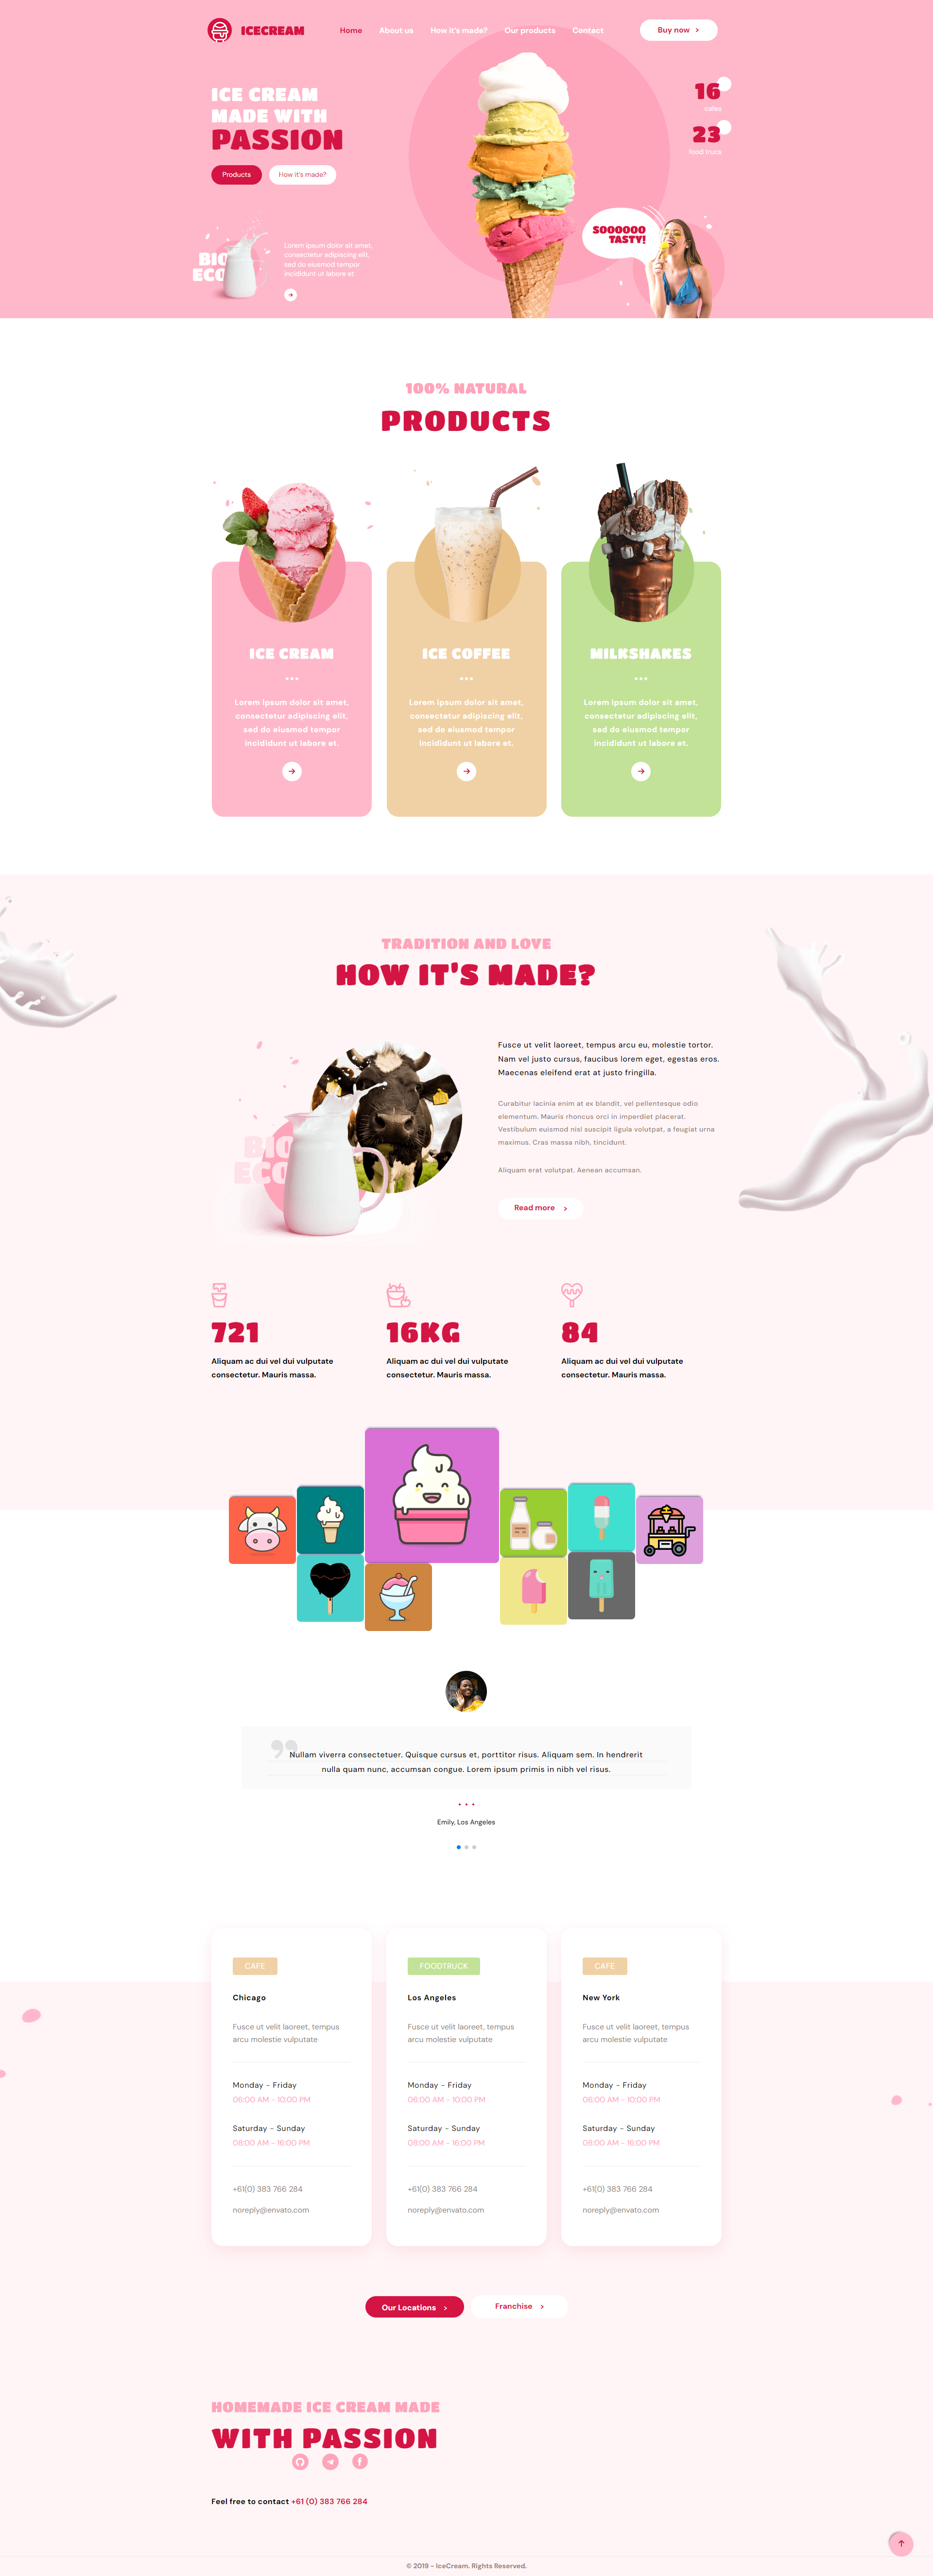 ICECREAM
Home
About us
How it's made?
Our products
Contact
Buy now
ICE CREAM
MADE WITH
PASSION
Products
How it's made?
16
cafes
23
food trucs
SOOOOOO
TASTY!
BIO
ECO
Lorem ipsum dolor sit amet,
consectetur adipiscing elit,
sed do eiusmod tempor
incididunt ut labore et
100% NATURAL
PRODUCTS
ICE CREAM
Lorem ipsum dolor sit amet,
consectetur adipiscing elit,
sed do eiusmod tempor
incididunt ut labore et.
ICE COFFEE
Lorem ipsum dolor sit amet,
consectetur adipiscing elit,
sed do eiusmod tempor
incididunt ut labore et.
MILKSHAKES
Lorem ipsum dolor sit amet,
consectetur adipiscing elit,
sed do eiusmod tempor
incididunt ut labore et.
TRADITION AND LOVE
HOW IT'S MADE?
BIO
ECO
Fusce ut velit laoreet, tempus arcu eu, molestie tortor.
Nam vel justo cursus, faucibus lorem eget, egestas eros.
Maecenas eleifend erat at justo fringilla.
Curabitur lacinia enim at ex blandit, vel pellentesque odio
elementum. Mauris rhoncus orci in imperdiet placerat.
Vestibulum euismod nisl suscipit ligula volutpat, a feugiat urna
maximus. Cras massa nibh, tincidunt.
Aliquam erat volutpat. Aenean accumsan.
Read more
721
Aliquam ac dui vel dui vulputate
consectetur. Mauris massa.
16KG
Aliquam ac dui vel dui vulputate
consectetur. Mauris massa.
84
Aliquam ac dui vel dui vulputate
consectetur. Mauris massa.
Nullam viverra consectetuer. Quisque cursus et, porttitor risus. Aliquam sem. In hendrerit
nulla quam nunc, accumsan congue. Lorem ipsum primis in nibh vel risus.
Emily, Los Angeles
CAFE
Chicago
Fusce ut velit laoreet, tempus
arcu molestie vulputate
Monday - Friday
06:00 AM - 10:00 PM
Saturday - Sunday
08:00 AM - 16:00 PM
+61(0) 383 766 284
noreply@envato.com
FOODTRUCK
Los Angeles
Fusce ut velit laoreet, tempus
arcu molestie vulputate
Monday - Friday
06:00 AM - 10:00 PM
Saturday - Sunday
08:00 AM - 16:00 PM
+61(0) 383 766 284
noreply@envato.com
CAFE
New York
Fusce ut velit laoreet, tempus
arcu molestie vulputate
Monday - Friday
06:00 AM - 10:00 PM
Saturday - Sunday
08:00 AM - 16:00 PM
+61(0) 383 766 284
noreply@envato.com
Our Locations
Franchise
HOMEMADE ICE CREAM MADE
WITH PASSION
Feel free to contact +61 (0) 383 766 284
© 2019 - IceCream. Rights Reserved.